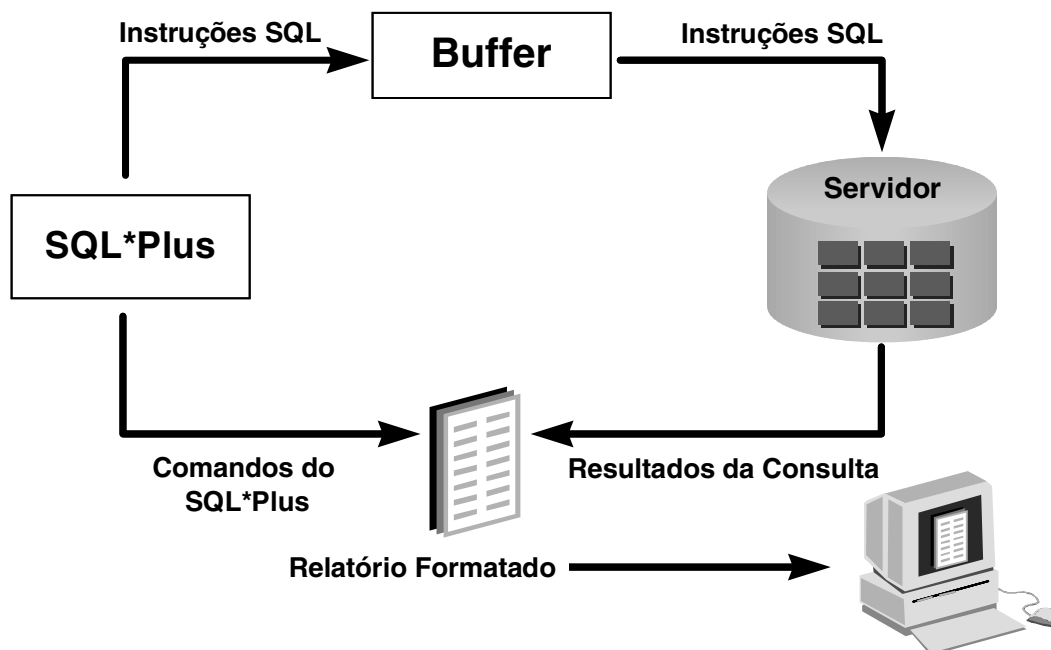 Instruções SQL
Buffer
Instruções SQL
Servidor
SQL*Plus
Comandos do
SQL*Plus
Resultados da Consulta
Relatório Formatado